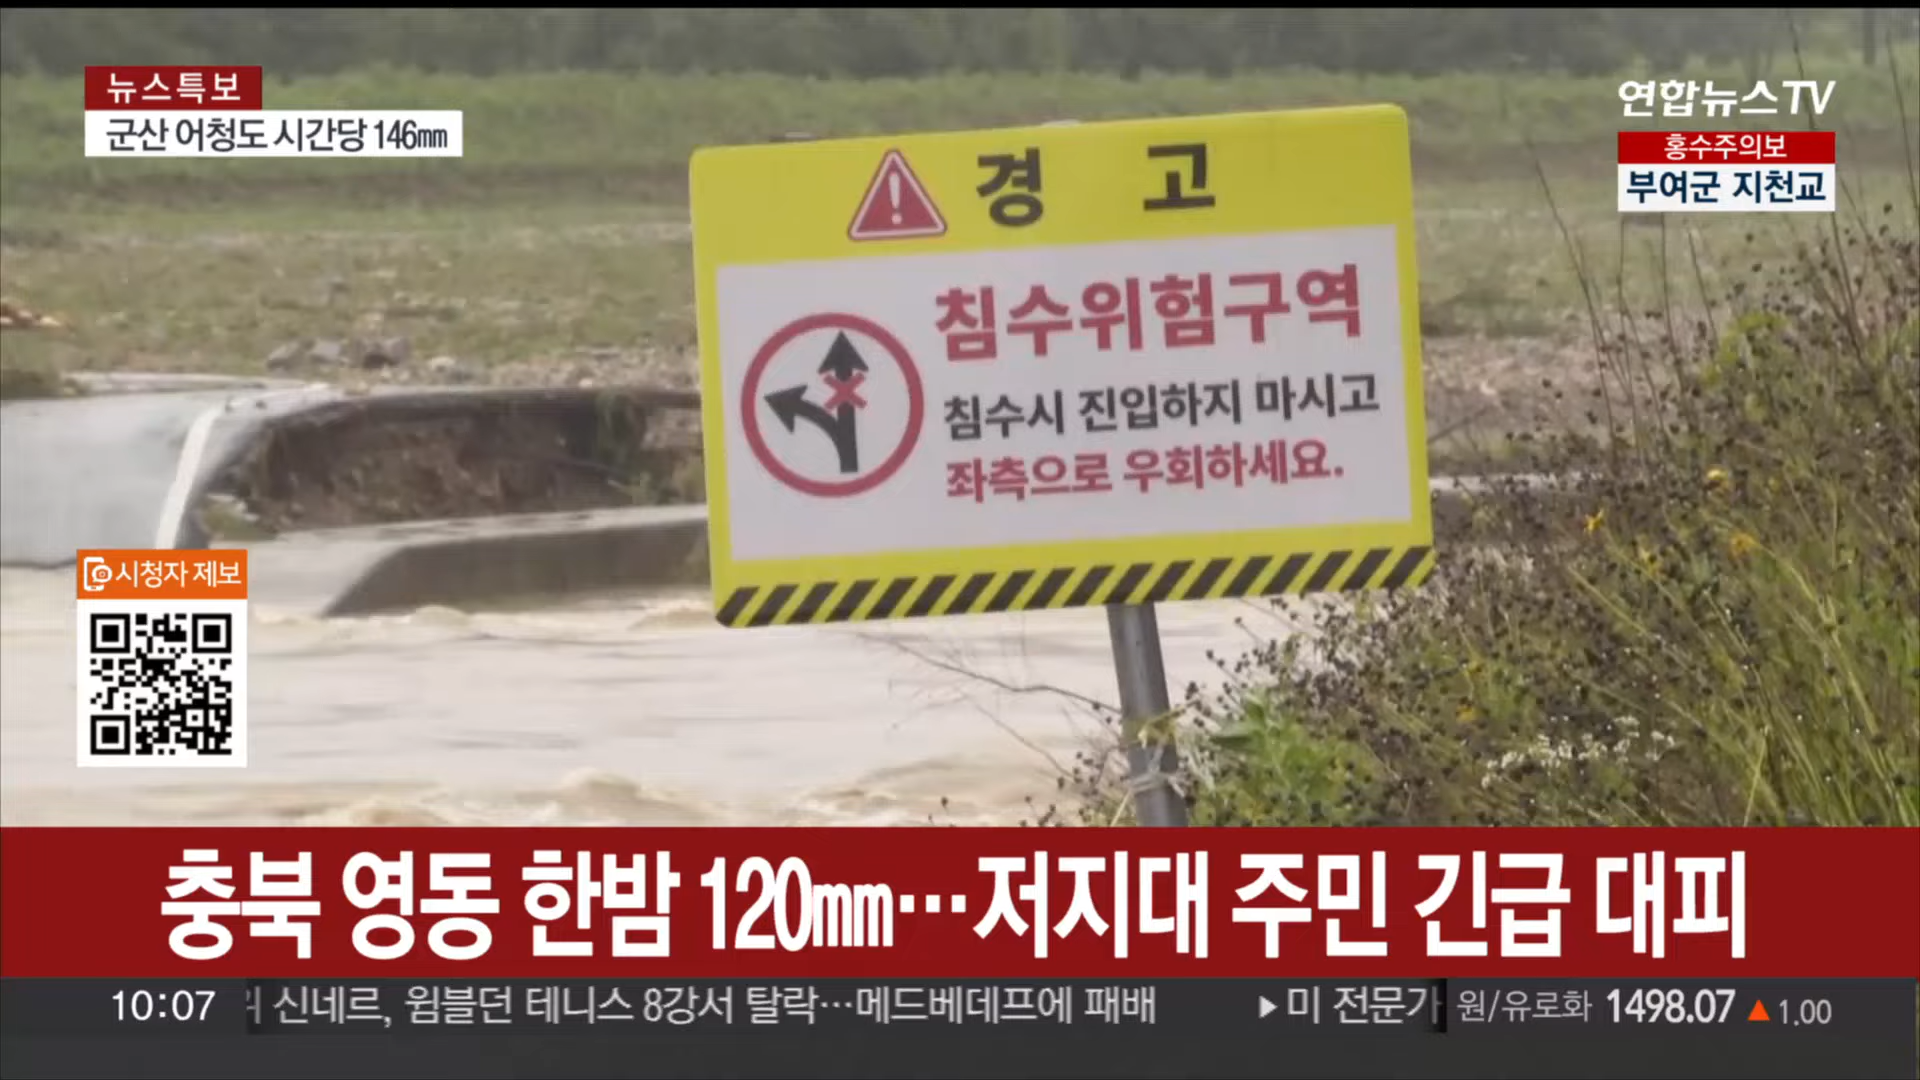 뉴스특보
군산 어청도 시간당 146㎜
연합뉴스TV
홍수주의보
부여군 지천교
경 고
침수위험구역
침수시 진입하지 마시고
좌측으로 우회하세요.
시청자 제보
충북 영동 한밤 120㎜…저지대 주민 긴급 대피
10:07 신네르, 윔블던 테니스 8강서 탈락…메드베데프에 패배 ▶미 전문가 원/유로화 1498.07 ▲1.00